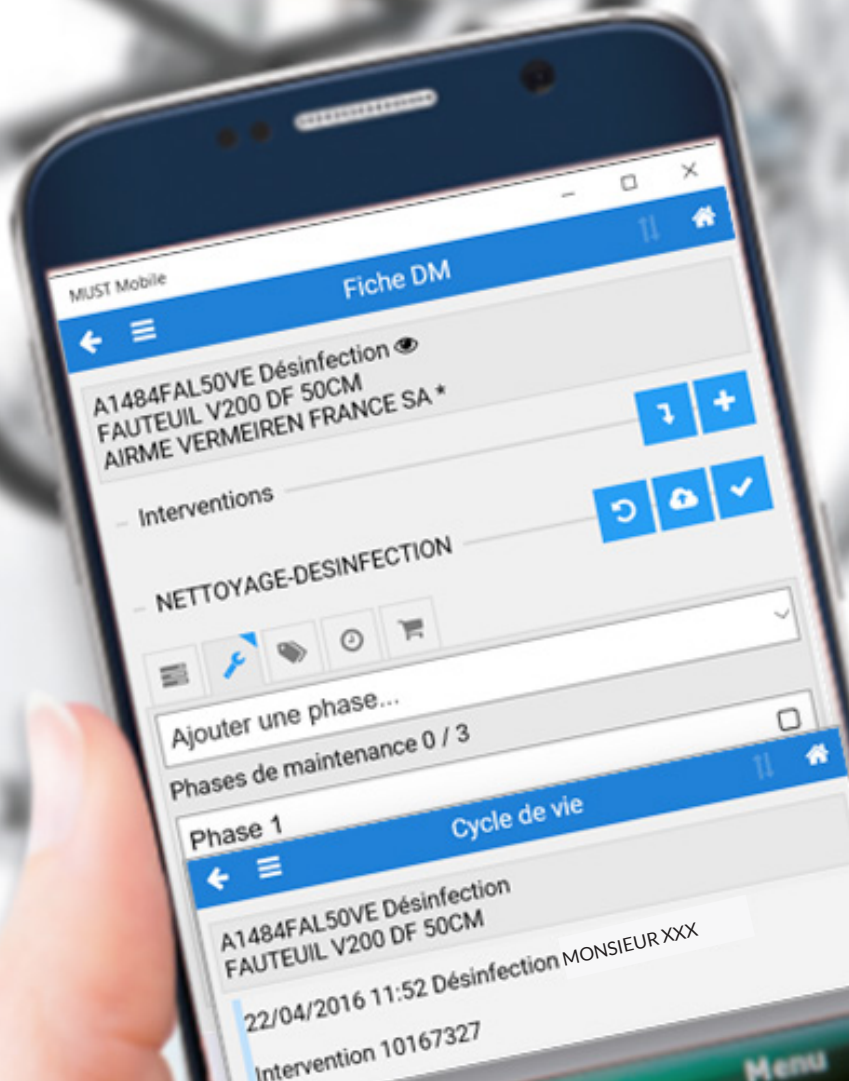 MUST Mobile
Fiche DM
A1484FAL50VE Désinfection
FAUTEUIL V200 DF 50CM
AIRME VERMEIREN FRANCE SA *
Interventions
NETTOYAGE-DESINFECTION
Ajouter une phase...
Phases de maintenance 0 / 3
Phase 1
Cycle de vie
A1484FAL50VE Désinfection
FAUTEUIL V200 DF 50CM
22/04/2016 11:52 Désinfection MONSIEUR XXX
Intervention 10167327
Menu